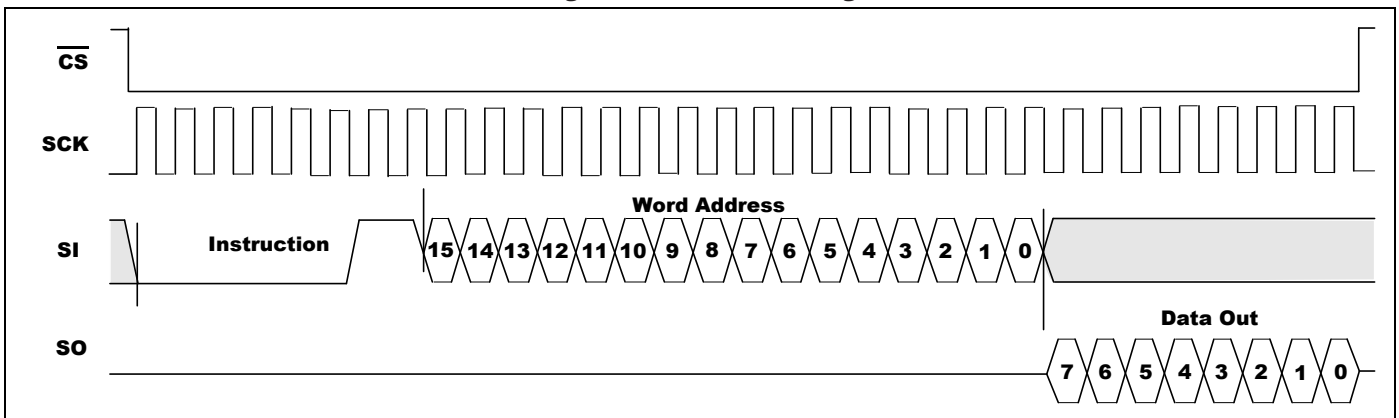 CS
SCK
Word Address
SI Instruction 15 14 13 12 11 10 9 8 7 6 5 4 3 2 1 0
Data Out
SO 7 6 5 4 3 2 1 0